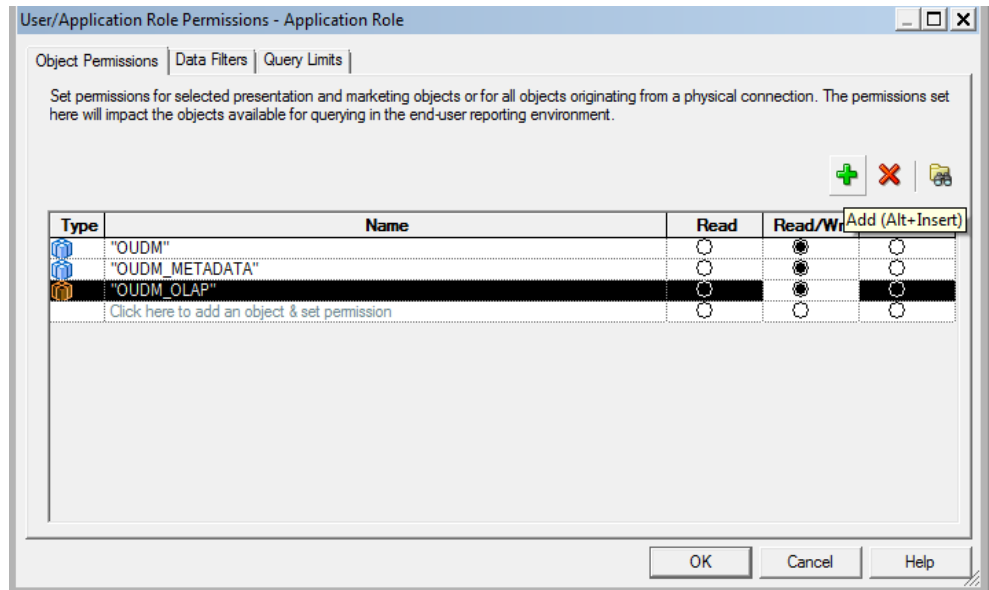 User/Application Role Permissions - Application Role
Object Permissions
Data Filters
Query Limits
Set permissions for selected presentation and marketing objects or for all objects originating from a physical connection. The permissions set
here will impact the objects available for querying in the end-user reporting environment.
Add (Alt+Insert)
Type Name Read Read/Wr
"OUDM"
"OUDM_METADATA"
"OUDM_OLAP"
Click here to add an object & set permission
OK Cancel Help